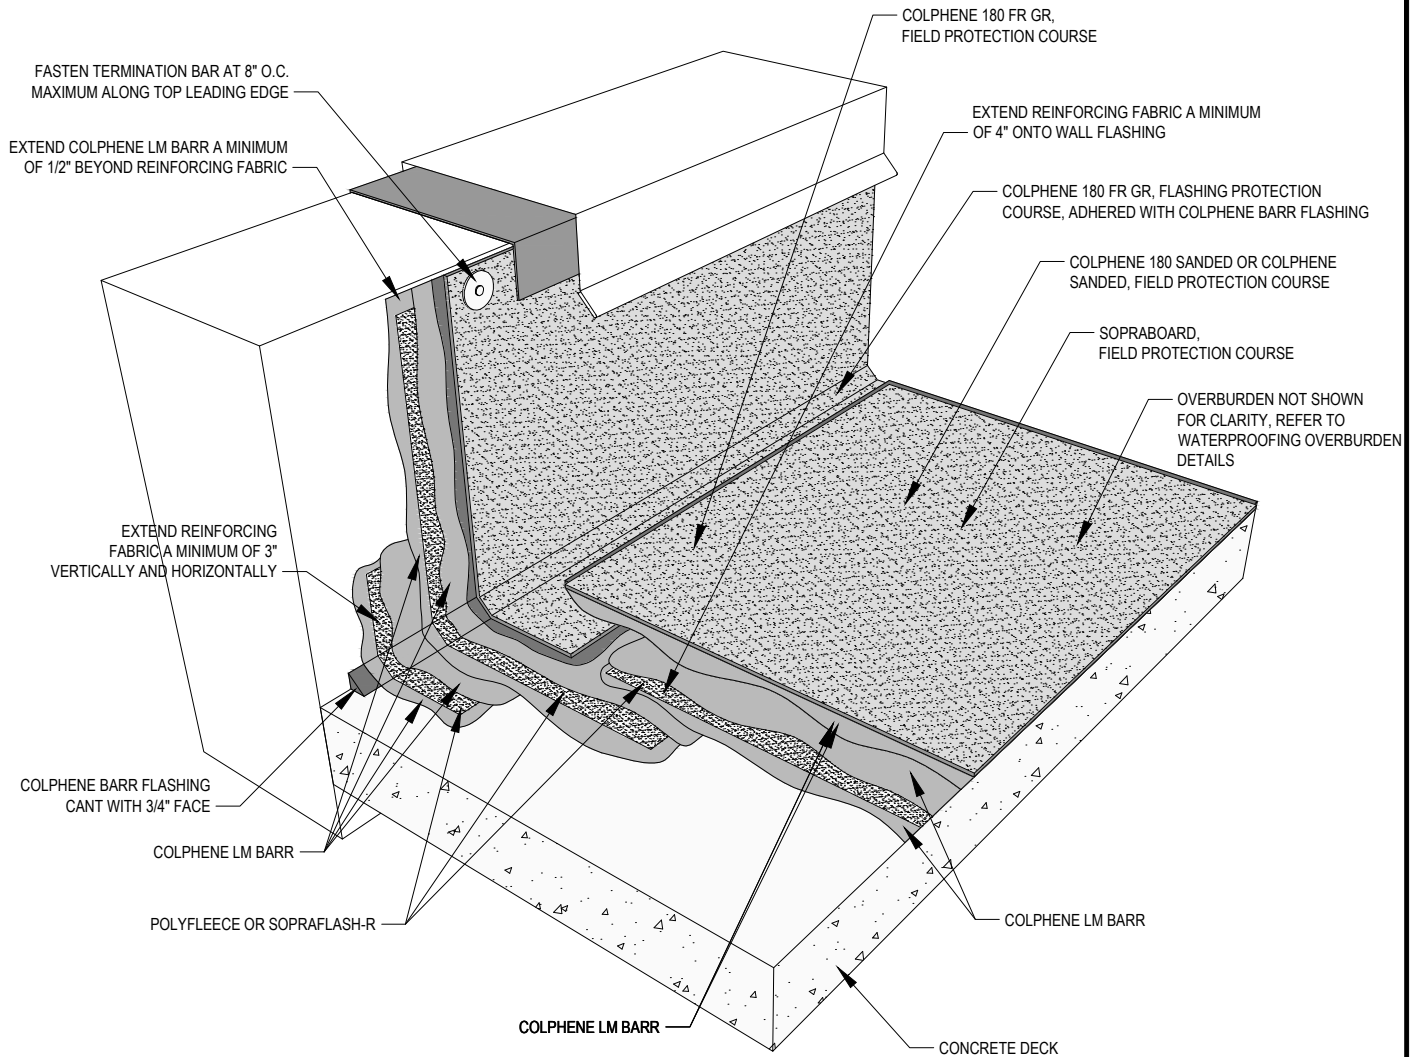 COLPHENE 180 FR GR,
FIELD PROTECTION COURSE
FASTEN TERMINATION BAR AT 8" O.C.
MAXIMUM ALONG TOP LEADING EDGE
EXTEND REINFORCING FABRIC A MINIMUM
OF 4" ONTO WALL FLASHING
EXTEND COLPHENE LM BARR A MINIMUM
OF 1/2" BEYOND REINFORCING FABRIC
COLPHENE 180 FR GR, FLASHING PROTECTION
COURSE, ADHERED WITH COLPHENE BARR FLASHING
COLPHENE 180 SANDED OR COLPHENE
SANDED, FIELD PROTECTION COURSE
SOPRABOARD,
FIELD PROTECTION COURSE
OVERBURDEN NOT SHOWN
FOR CLARITY, REFER TO
WATERPROOFING OVERBURDEN
DETAILS
EXTEND REINFORCING
FABRIC A MINIMUM OF 3"
VERTICALLY AND HORIZONTALLY
COLPHENE BARR FLASHING
CANT WITH 3/4" FACE
COLPHENE LM BARR
POLYFLEECE OR SOPRAFLASH-R
COLPHENE LM BARR
COLPHENE LM BARR
CONCRETE DECK